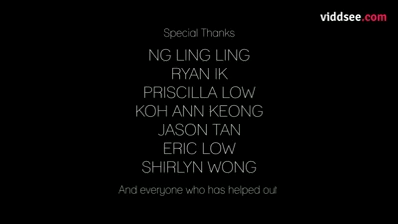 viddsee.com
Special Thanks
NG LING LING
RYAN IK
PRISCILLA LOW
KOH ANN KEONG
JASON TAN
ERIC LOW
SHIRLYN WONG
And everyone who has helped out